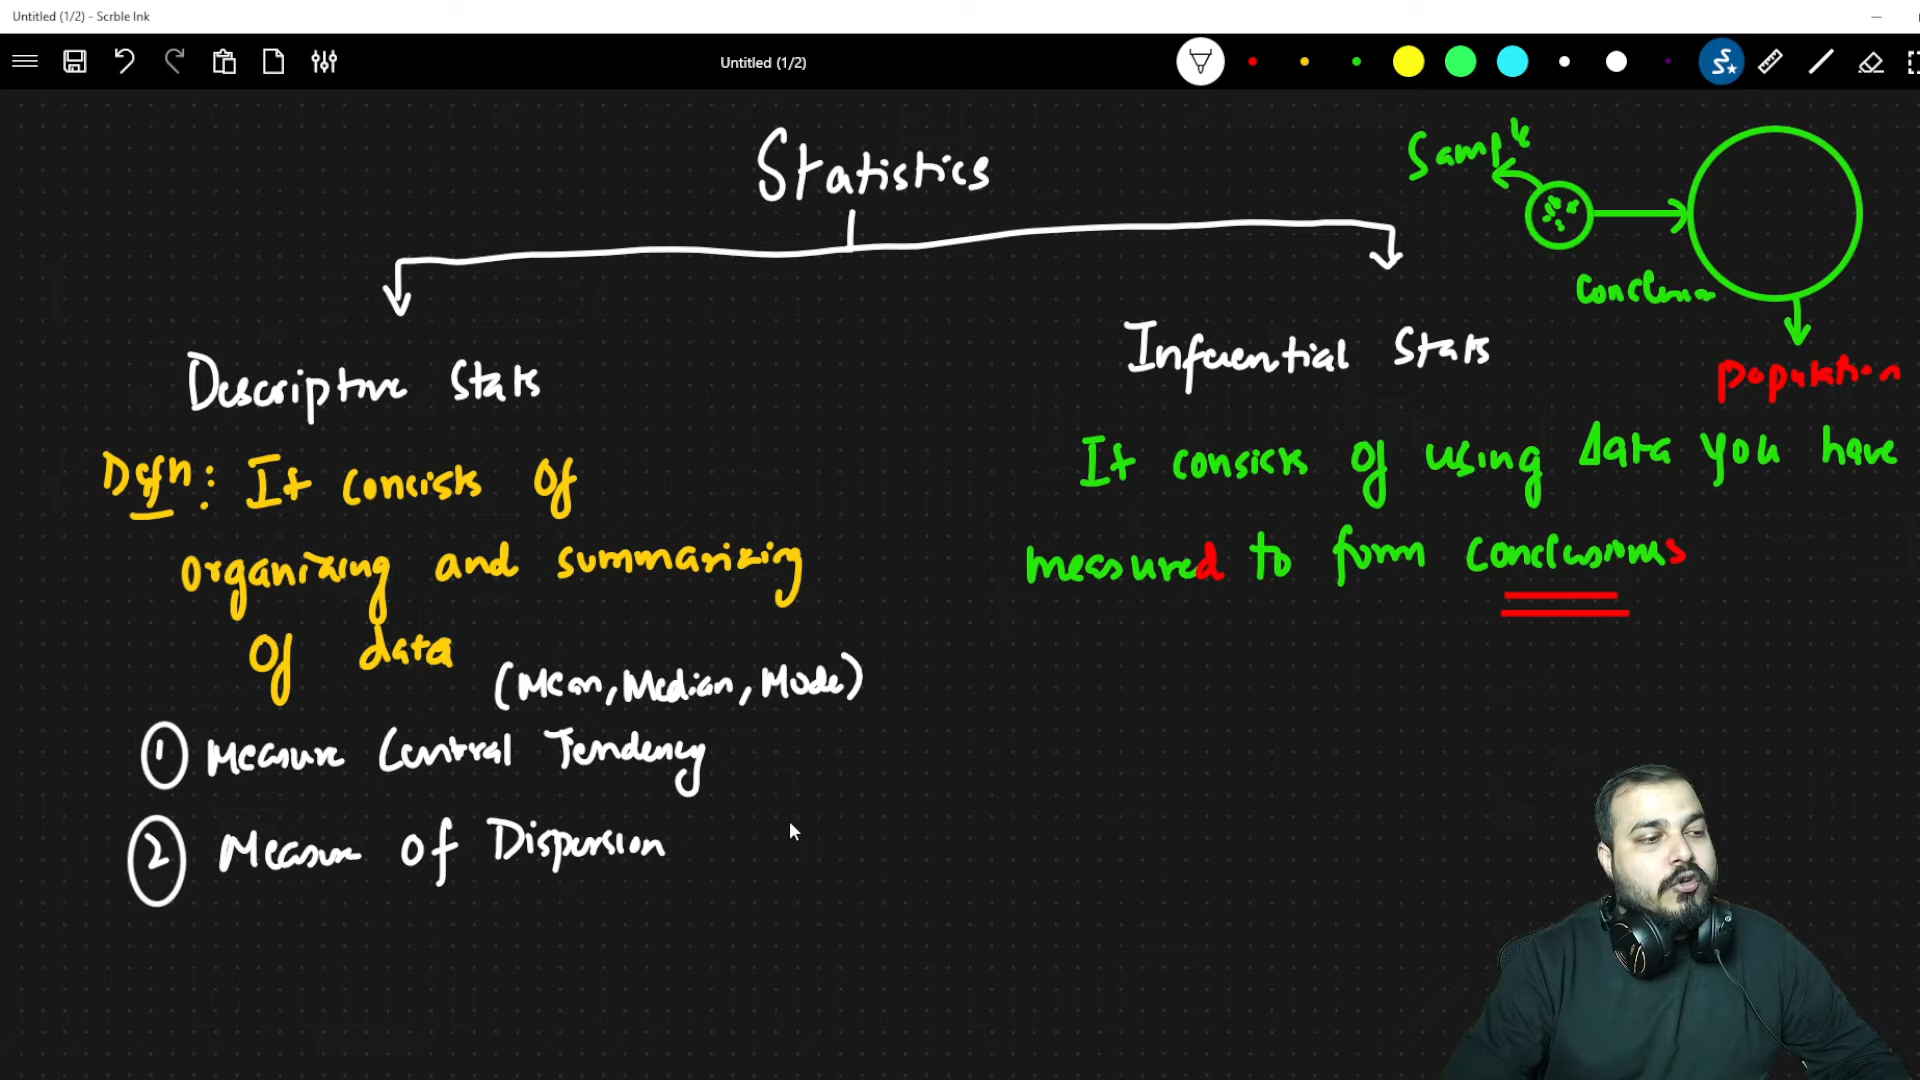 Untitled (1/2) - Scrble Ink
Untitled (1/2)
Statistics
Sample
Conclusion
Population
Descriptive Stats
Inferential Stats
Defn: It consists of
organizing and summarizing
of data
It consists of using data you have
measured to form conclusions
(Mean, Median, Mode)
1 Measure Central Tendency
2 Measure of Dispersion